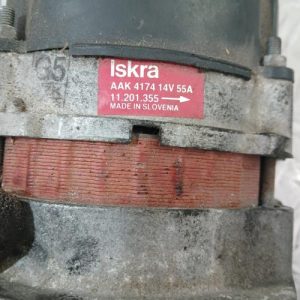 Iskra
AAK 4174 14V 55A
11.201.355
MADE IN SLOVENIA
G5